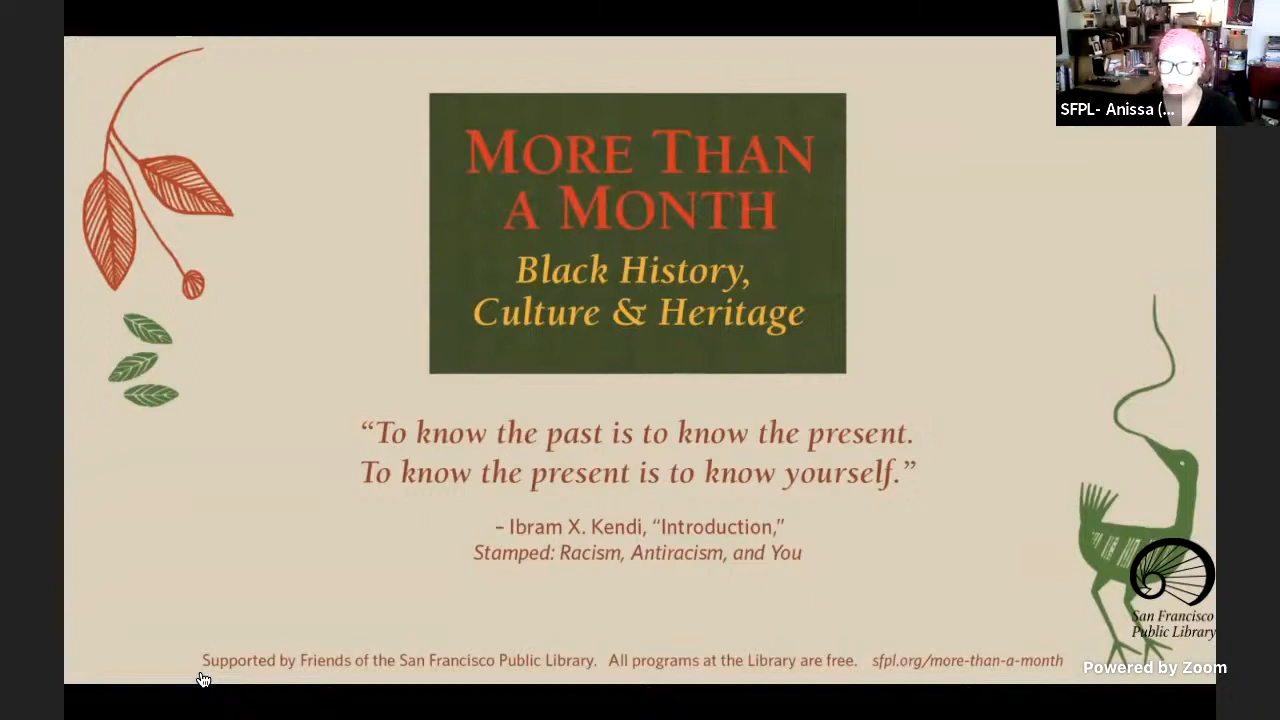 SFPL- Anissa (...
MORE THAN
A MONTH
Black History,
Culture & Heritage
“To know the past is to know the present.
To know the present is to know yourself.”
– Ibram X. Kendi, “Introduction,”
Stamped: Racism, Antiracism, and You
San Francisco
Public Library
Supported by Friends of the San Francisco Public Library. All programs at the Library are free. sfpl.org/more-than-a-month
Powered by Zoom